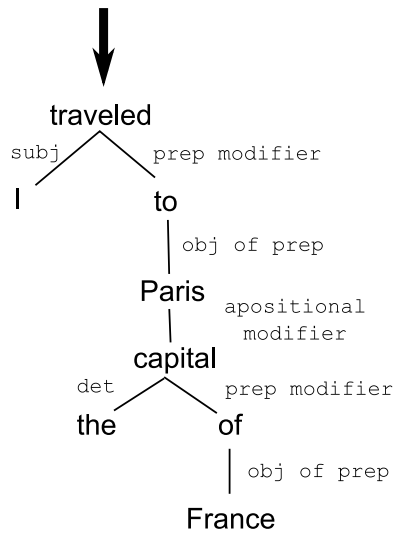 traveled
subj prep modifier
I to
obj of prep
Paris
apositional
modifier
capital
det prep modifier
the of
obj of prep
France